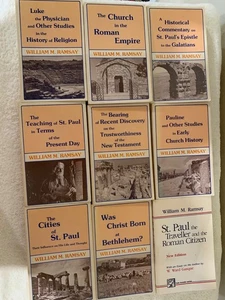 Luke
the Physician
and Other Studies
in the
History of Religion
WILLIAM M. RAMSAY
The Church
in the
Roman
Empire
WILLIAM M. RAMSAY
A Historical
Commentary on
St. Paul's Epistle
to the
Galatians
WILLIAM M. RAMSAY
The
Teaching of St. Paul
in Terms
of the
Present Day
WILLIAM M. RAMSAY
The Bearing
of Recent Discovery
on the
Trustworthiness
of the
New Testament
WILLIAM M. RAMSAY
Pauline
and Other Studies
in Early
Church History
WILLIAM M. RAMSAY
The
Cities
of
St. Paul
WILLIAM M. RAMSAY
Was
Christ Born
at
Bethlehem?
WILLIAM M. RAMSAY
William M. Ramsay
St. Paul the
Traveller and the
Roman Citizen